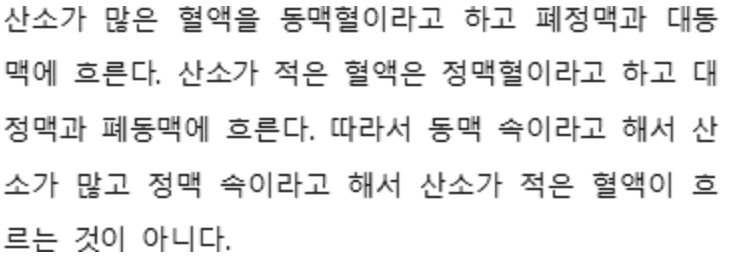 산소가 많은 혈액을 동맥혈이라고 하고 폐정맥과 대동
맥에 흐른다. 산소가 적은 혈액은 정맥혈이라고 하고 대
정맥과 폐동맥에 흐른다. 따라서 동맥 속이라고 해서 산
소가 많고 정맥 속이라고 해서 산소가 적은 혈액이 흐
르는 것이 아니다.